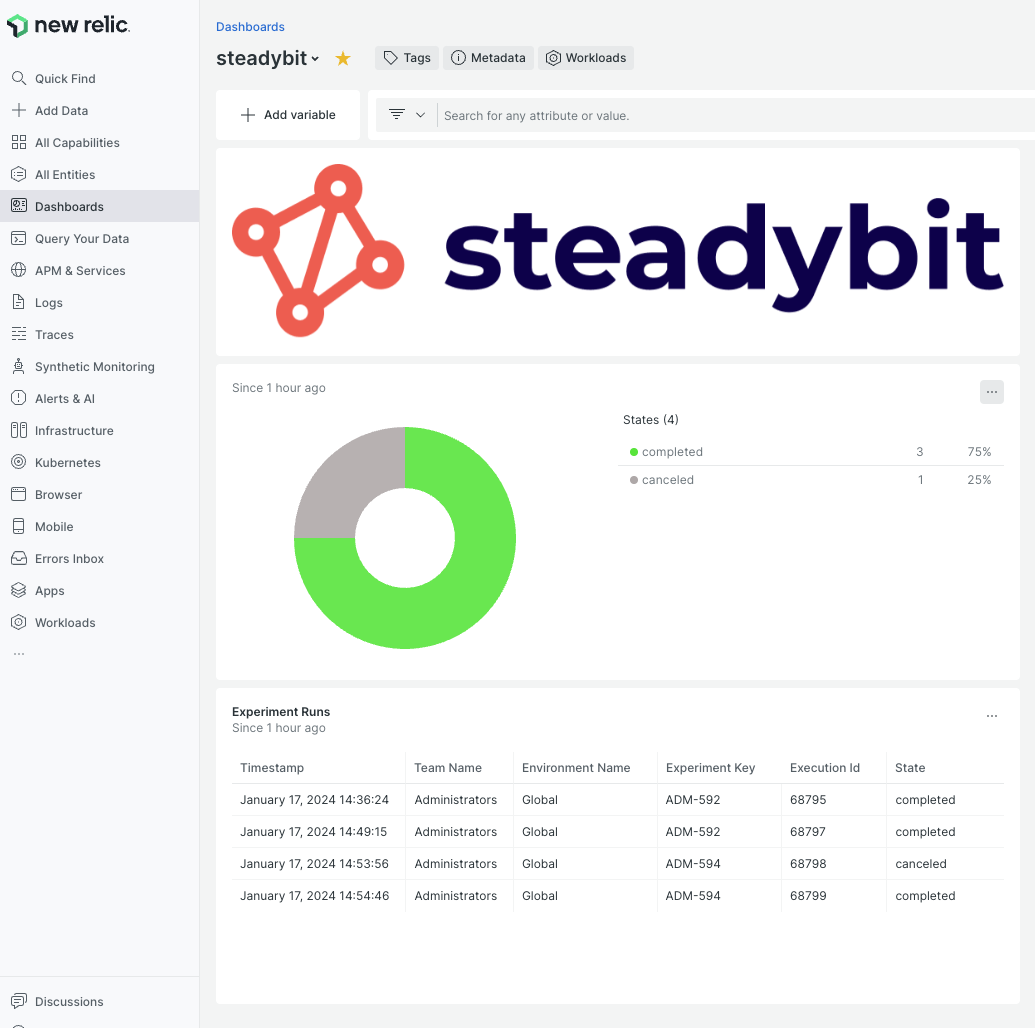 new relic.
Quick Find
Add Data
All Capabilities
All Entities
Dashboards
Query Your Data
APM & Services
Logs
Traces
Synthetic Monitoring
Alerts & AI
Infrastructure
Kubernetes
Browser
Mobile
Errors Inbox
Apps
Workloads
...
Discussions
Dashboards
steadybit
Tags
Metadata
Workloads
Add variable
Search for any attribute or value.
steadybit
Since 1 hour ago
...
States (4)
completed 3 75%
canceled 1 25%
Experiment Runs
...
Since 1 hour ago
Timestamp Team Name Environment Name Experiment Key Execution Id State
January 17, 2024 14:36:24 Administrators Global ADM-592 68795 completed
January 17, 2024 14:49:15 Administrators Global ADM-592 68797 completed
January 17, 2024 14:53:56 Administrators Global ADM-594 68798 canceled
January 17, 2024 14:54:46 Administrators Global ADM-594 68799 completed